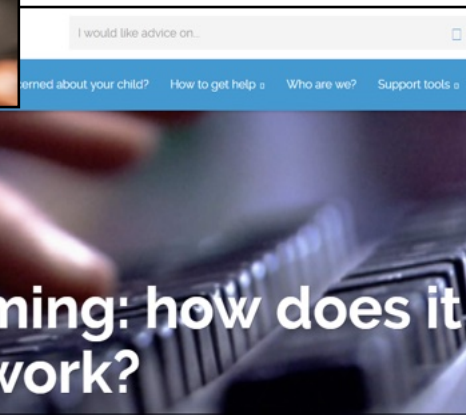 I would like advice on...
cerned about your child? How to get help Who are we? Support tools
ming: how does it
work?